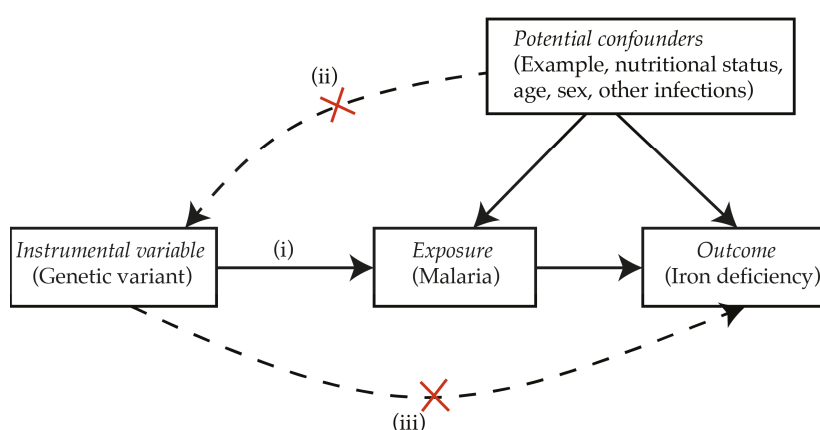 Potential confounders
(Example, nutritional status,
age, sex, other infections)
(ii)
Instrumental variable
(Genetic variant)
(i)
Exposure
(Malaria)
Outcome
(Iron deficiency)
(iii)